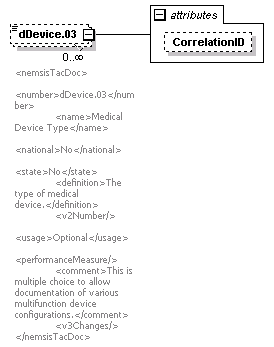 attributes
dDevice.03
CorrelationID
0..∞
<nemsisTacDoc>
<number>dDevice.03</num
ber>
<name>Medical
Device Type</name>
<national>No</national>
<state>No</state>
<definition>The
type of medical
device.</definition>
<v2Number/>
<usage>Optional</usage>
<performanceMeasure/>
<comment>This is
multiple choice to allow
documentation of various
multifunction device
configurations.</comment>
<v3Changes/>
</nemsisTacDoc>